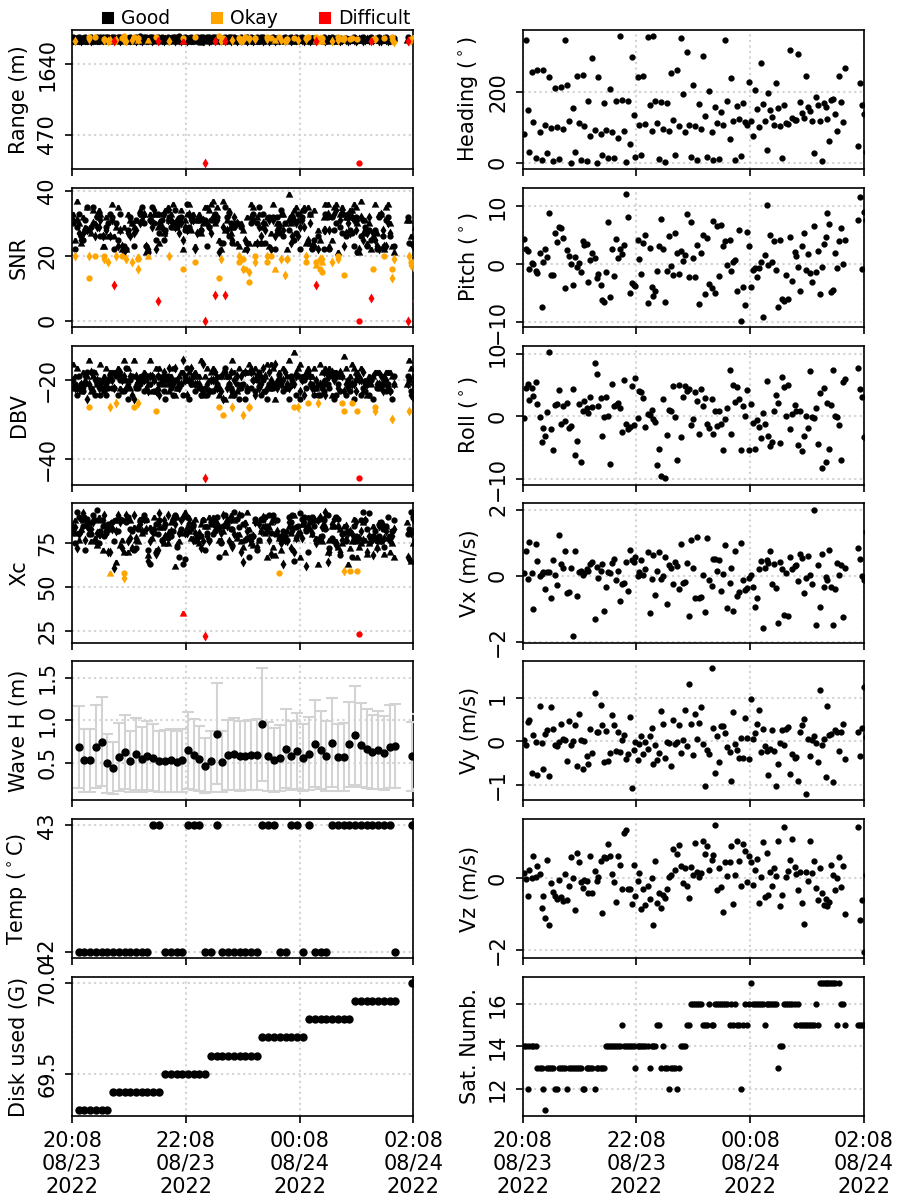 Good Okay Difficult
Range (m)
1640
470
Heading (°)
200
0
SNR
40
20
0
Pitch (°)
10
0
−10
DBV
−20
−40
Roll (°)
10
0
−10
Xc
75
50
25
Vx (m/s)
2
0
−2
Wave H (m)
1.5
1.0
0.5
Vy (m/s)
1
0
−1
Temp (°C)
43
42
Vz (m/s)
0
−2
Disk used (G)
70.0
69.5
Sat. Numb.
16
14
12
20:08 22:08 00:08 02:08
08/23 08/23 08/24 08/24
2022 2022 2022 2022
20:08 22:08 00:08 02:08
08/23 08/23 08/24 08/24
2022 2022 2022 2022